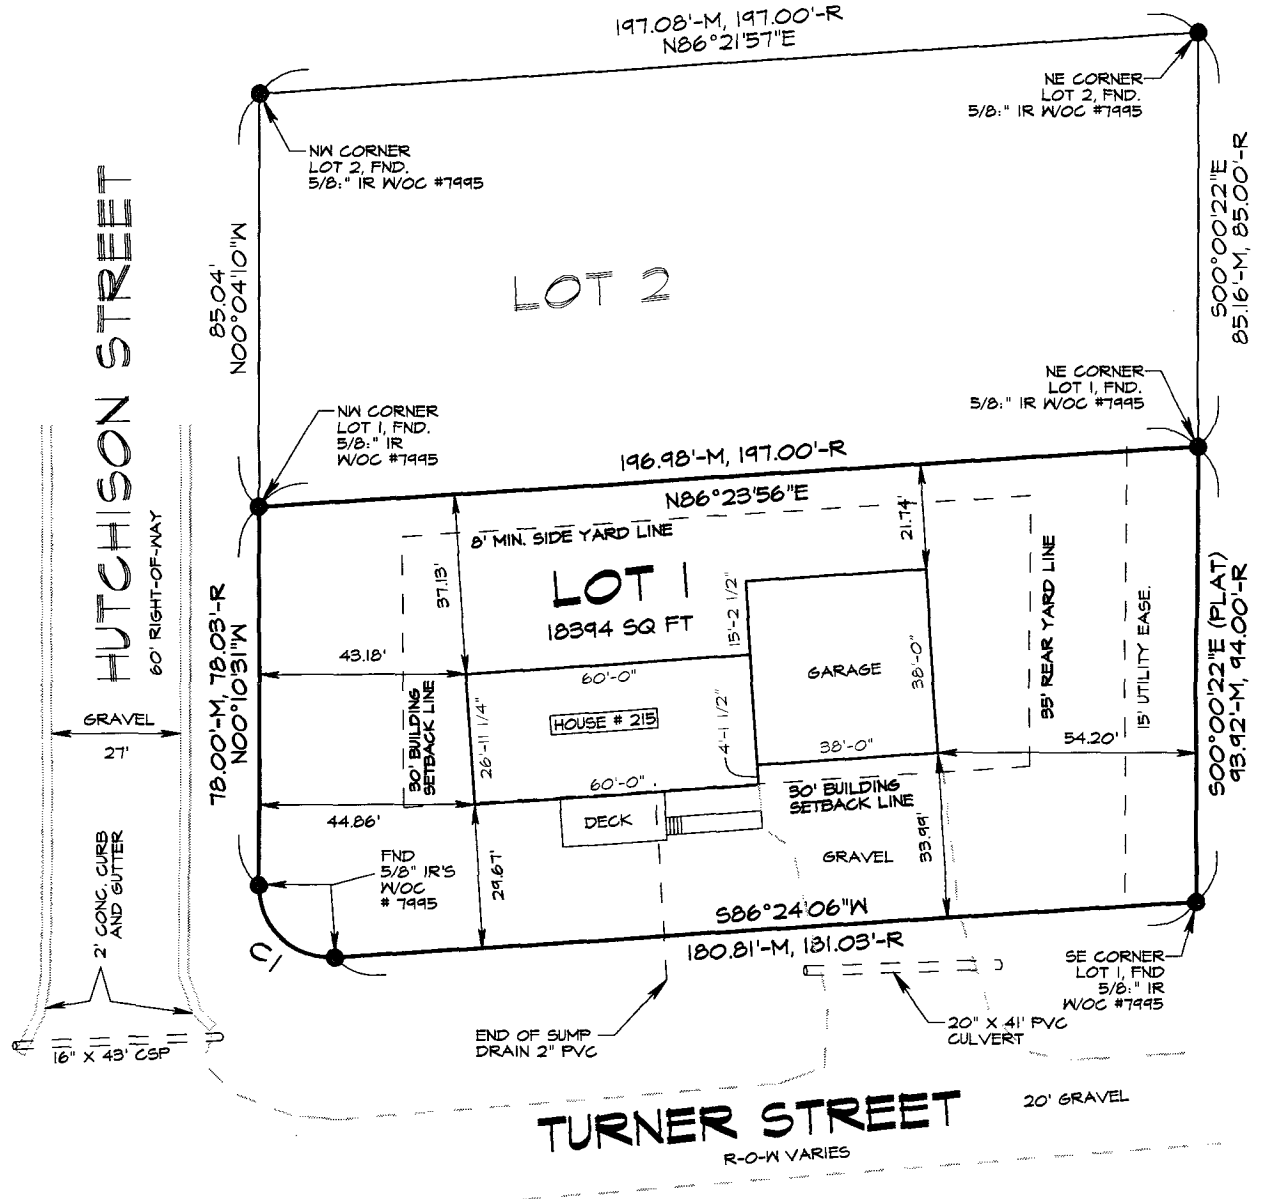 197.08'-M, 197.00'-R
N86°21'57"E
NE CORNER
LOT 2, FND.
5/8:" IR W/OC #7995
NW CORNER
LOT 2, FND.
5/8:" IR W/OC #7995
HUTCHISON STREET
60' RIGHT-OF-WAY
85.04'
N00°04'10"W
LOT 2
S00°00'22"E
85.16'-M, 85.00'-R
NE CORNER
LOT 1, FND.
5/8:" IR W/OC #7995
NW CORNER
LOT 1, FND.
5/8:" IR
W/OC #7995
196.98'-M, 197.00'-R
N86°23'56"E
8' MIN. SIDE YARD LINE
21.74'
37.13'
LOT 1
18394 SQ FT
15'-2 1/2"
GARAGE
38'-0"
35' REAR YARD LINE
15' UTILITY EASE.
S00°00'22"E (PLAT)
93.92'-M, 94.00'-R
78.00'-M, 78.03'-R
N00°10'31"W
43.18'
60'-0"
30' BUILDING
SETBACK LINE
26'-11 1/4"
HOUSE # 215
4'-1 1/2"
38'-0"
54.20'
GRAVEL
27'
60'-0"
30' BUILDING
SETBACK LINE
44.86'
DECK
2' CONC. CURB
AND GUTTER
FND
5/8" IR'S
W/OC
# 7995
29.67'
GRAVEL
33.99'
S86°24'06"W
180.81'-M, 181.03'-R
C1
SE CORNER
LOT 1, FND
5/8:" IR
W/OC #7995
16" X 43' CSP
END OF SUMP
DRAIN 2" PVC
20" X 41' PVC
CULVERT
TURNER STREET
R-O-W VARIES
20' GRAVEL